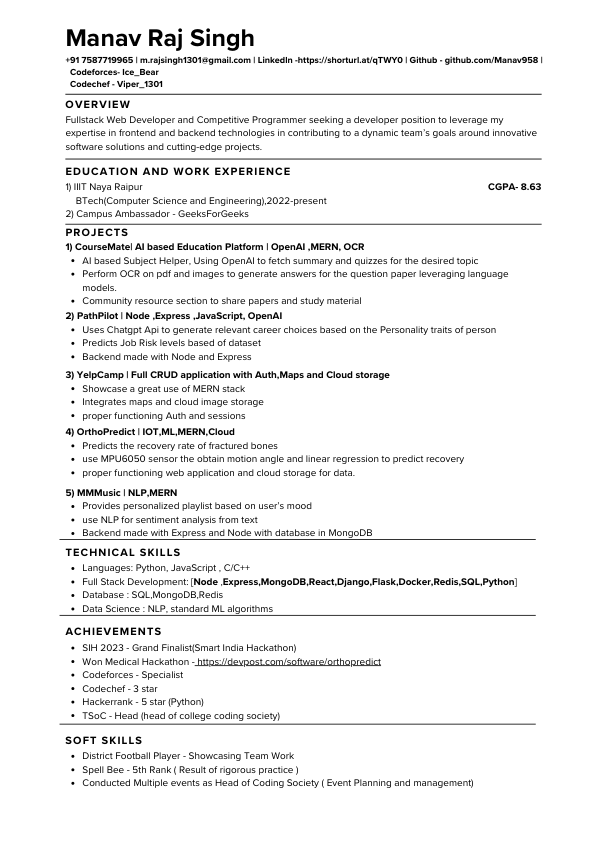 Manav Raj Singh
+91 7587719965 | m.rajsingh1301@gmail.com | LinkedIn -https://shorturl.at/qTWY0 | Github - github.com/Manav958 |
Codeforces- Ice_Bear
Codechef - Viper_1301
OVERVIEW
Fullstack Web Developer and Competitive Programmer seeking a developer position to leverage my
expertise in frontend and backend technologies in contributing to a dynamic team's goals around innovative
software solutions and cutting-edge projects.
EDUCATION AND WORK EXPERIENCE
1) IIIT Naya Raipur CGPA- 8.63
BTech(Computer Science and Engineering),2022-present
2) Campus Ambassador - GeeksForGeeks
PROJECTS
1) CourseMate| AI based Education Platform | OpenAI ,MERN, OCR
• AI based Subject Helper, Using OpenAI to fetch summary and quizzes for the desired topic
• Perform OCR on pdf and images to generate answers for the question paper leveraging language
models.
• Community resource section to share papers and study material
2) PathPilot | Node ,Express ,JavaScript, OpenAI
• Uses Chatgpt Api to generate relevant career choices based on the Personality traits of person
• Predicts Job Risk levels based of dataset
• Backend made with Node and Express
3) YelpCamp | Full CRUD application with Auth,Maps and Cloud storage
• Showcase a great use of MERN stack
• Integrates maps and cloud image storage
• proper functioning Auth and sessions
4) OrthoPredict | IOT,ML,MERN,Cloud
• Predicts the recovery rate of fractured bones
• use MPU6050 sensor the obtain motion angle and linear regression to predict recovery
• proper functioning web application and cloud storage for data.
5) MMMusic | NLP,MERN
• Provides personalized playlist based on user's mood
• use NLP for sentiment analysis from text
• Backend made with Express and Node with database in MongoDB
TECHNICAL SKILLS
• Languages: Python, JavaScript , C/C++
• Full Stack Development: [Node ,Express,MongoDB,React,Django,Flask,Docker,Redis,SQL,Python]
• Database : SQL,MongoDB,Redis
• Data Science : NLP, standard ML algorithms
ACHIEVEMENTS
• SIH 2023 - Grand Finalist(Smart India Hackathon)
• Won Medical Hackathon - https://devpost.com/software/orthopredict
• Codeforces - Specialist
• Codechef - 3 star
• Hackerrank - 5 star (Python)
• TSoC - Head (head of college coding society)
SOFT SKILLS
• District Football Player - Showcasing Team Work
• Spell Bee - 5th Rank ( Result of rigorous practice )
• Conducted Multiple events as Head of Coding Society ( Event Planning and management)